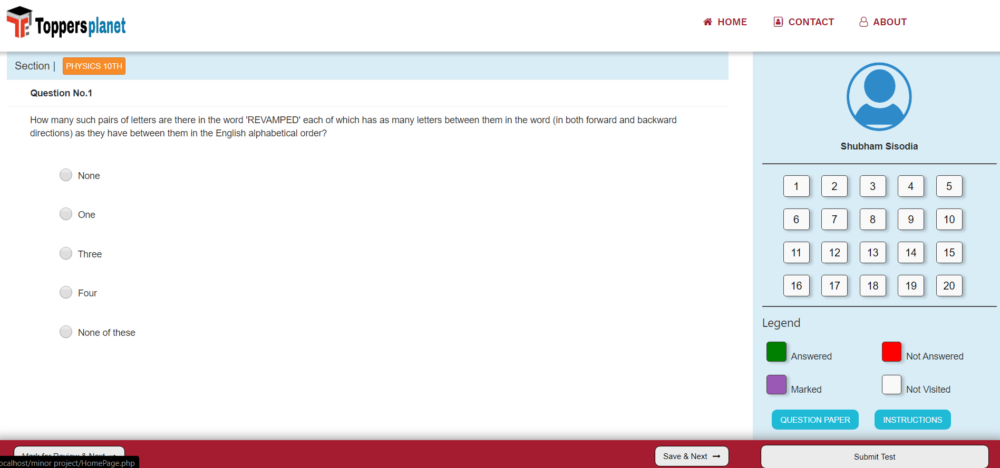 Toppersplanet
HOME
CONTACT
ABOUT
Section |
PHYSICS 10TH
Question No.1
How many such pairs of letters are there in the word 'REVAMPED' each of which has as many letters between them in the word (in both forward and backward
directions) as they have between them in the English alphabetical order?
None
One
Three
Four
None of these
Shubham Sisodia
1 2 3 4 5
6 7 8 9 10
11 12 13 14 15
16 17 18 19 20
Legend
Answered
Not Answered
Marked
Not Visited
QUESTION PAPER
INSTRUCTIONS
Mark for Review & Next
Save & Next
Submit Test
ocalhost/minor project/HomePage.php